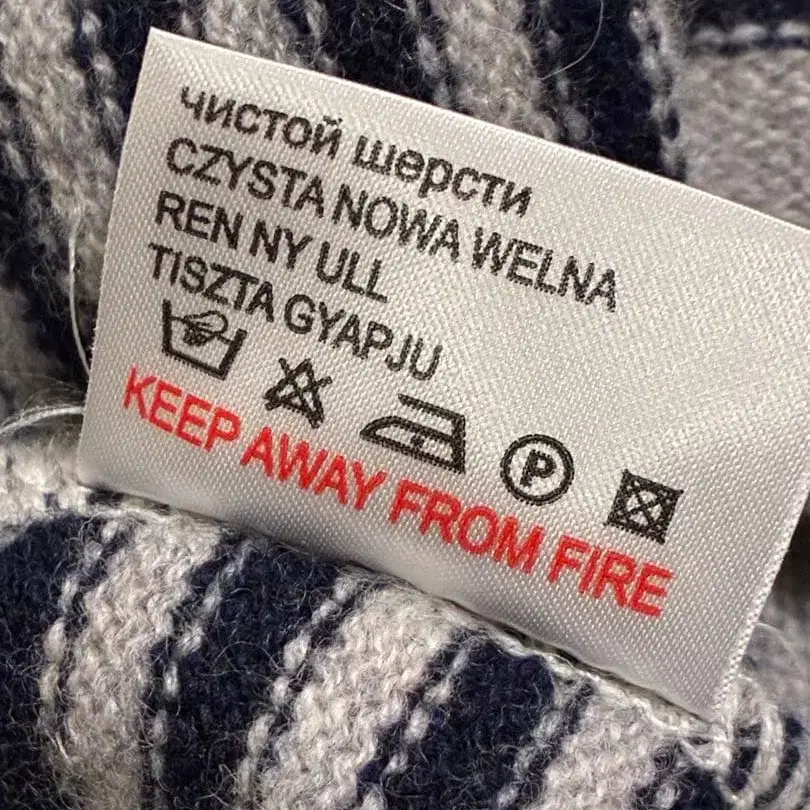 чистой шерсти
CZYSTA NOWA WELNA
REN NY ULL
TISZTA GYAPJU
P
KEEP AWAY FROM FIRE